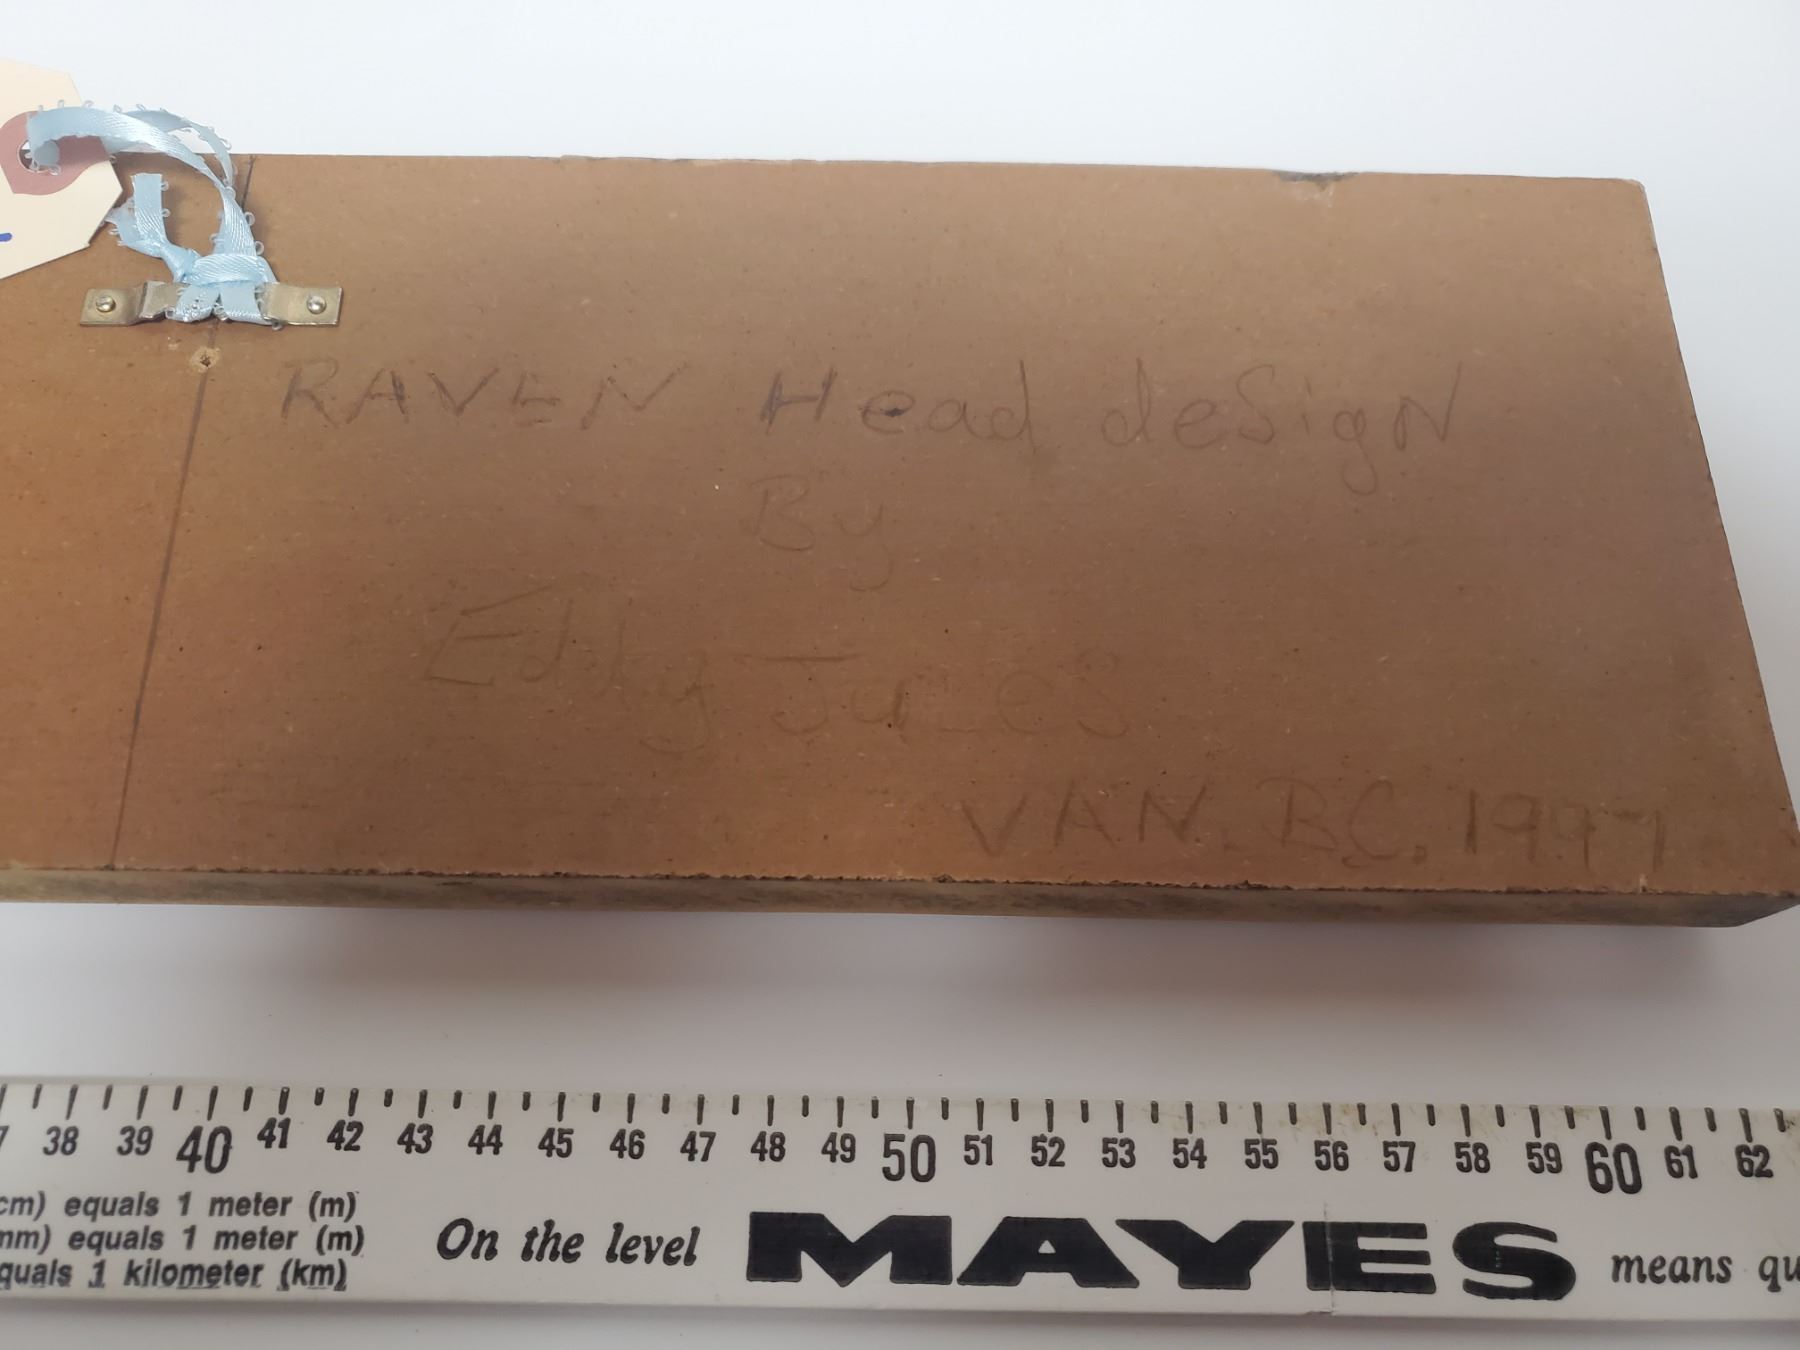 RAVEN Head desigN
By
Eddy
VAN. BC. 1997
38 39 40 41 42 43 44 45 46 47 48 49 50 51 52 53 54 55 56 57 58 59 60 61 62
cm) equals 1 meter (m)
mm) equals 1 meter (m)
quals 1 kilometer (km)
On the level MAYES means qu